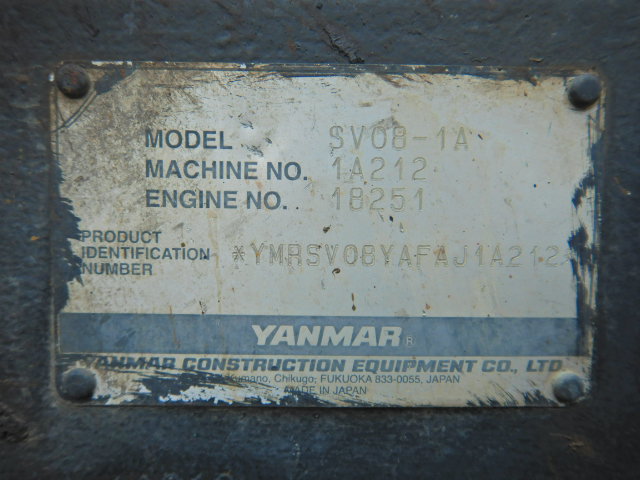 MODEL SV08-1A
MACHINE NO. 1A212
ENGINE NO. 18251
PRODUCT
IDENTIFICATION
NUMBER *YMRSV08YAFAJ1A212
YANMAR ®
YANMAR CONSTRUCTION EQUIPMENT CO., LTD
Chikugo, FUKUOKA 833-0055, JAPAN
MADE IN JAPAN